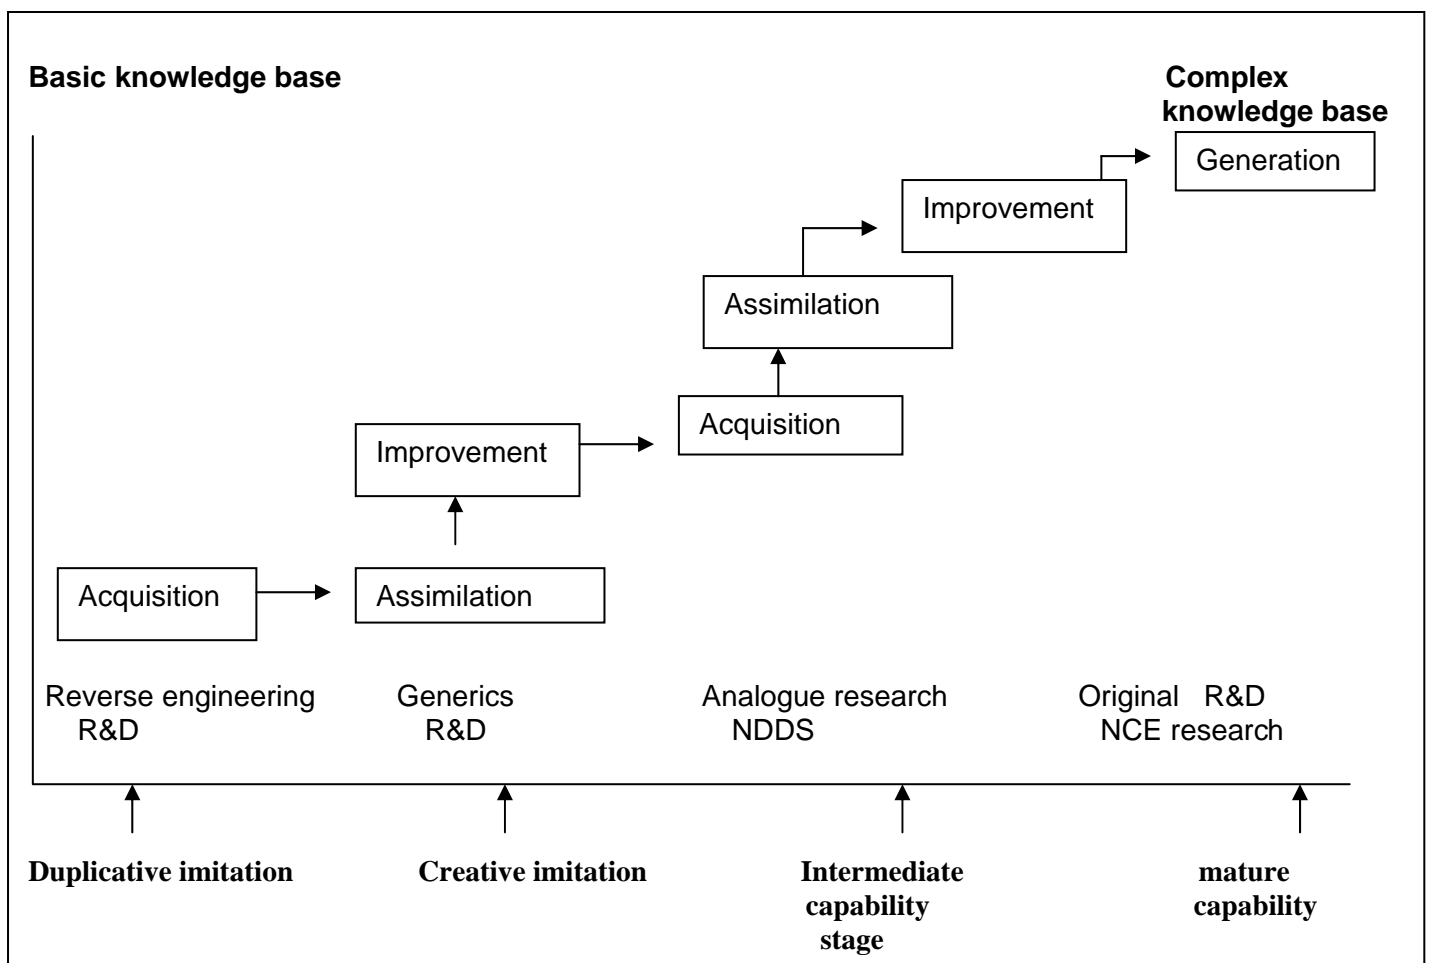 Basic knowledge base
Complex
knowledge base
Generation
Improvement
Assimilation
Acquisition
Improvement
Acquisition
Assimilation
Reverse engineering
R&D
Generics
R&D
Analogue research
NDDS
Original R&D
NCE research
Duplicative imitation
Creative imitation
Intermediate
capability
stage
mature
capability